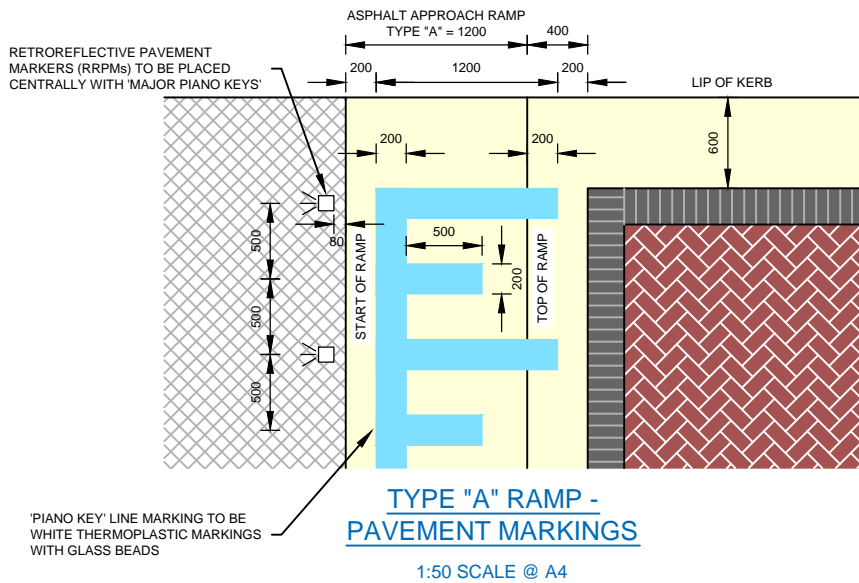 ASPHALT APPROACH RAMP
TYPE "A" = 1200
400
RETROREFLECTIVE PAVEMENT
MARKERS (RRPMs) TO BE PLACED
CENTRALLY WITH 'MAJOR PIANO KEYS'
200
1200
200
LIP OF KERB
200
200
600
80
500
500
500
500
200
START OF RAMP
TOP OF RAMP
'PIANO KEY' LINE MARKING TO BE
WHITE THERMOPLASTIC MARKINGS
WITH GLASS BEADS
TYPE "A" RAMP -
PAVEMENT MARKINGS
1:50 SCALE @ A4